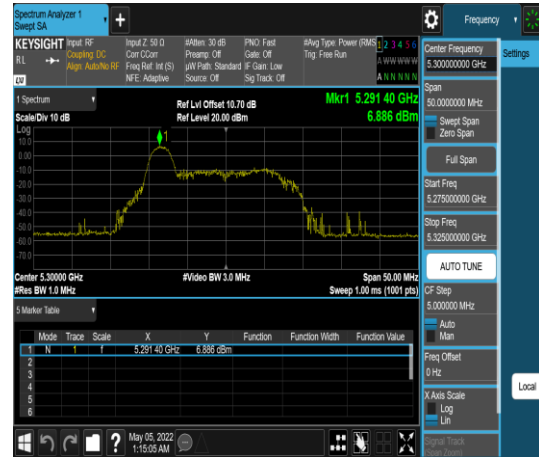 Spectrum Analyzer 1
Swept SA
+
Frequency
KEYSIGHT
RL
LXI
Input: RF
Coupling: DC
Align: Auto/No RF
Input Z: 50 Ω
Corr CCorr
Freq Ref: Int (S)
NFE: Adaptive
#Atten: 30 dB
Preamp: Off
µW Path: Standard
Source: Off
PNO: Fast
Gate: Off
IF Gain: Low
Sig Track: Off
#Avg Type: Power (RMS)
Trig: Free Run
1 2 3 4 5 6
A WW WW W
A N N N N N
1 Spectrum
Scale/Div 10 dB
Ref Lvl Offset 10.70 dB
Ref Level 20.00 dBm
Mkr1 5.291 40 GHz
6.886 dBm
Log
10.0
0.00
-10.0
-20.0
-30.0
-40.0
-50.0
-60.0
-70.0
1
Center 5.30000 GHz
#Res BW 1.0 MHz
#Video BW 3.0 MHz
Span 50.00 MHz
Sweep 1.00 ms (1001 pts)
5 Marker Table
Mode Trace Scale X Y Function Function Width Function Value
1 N 1 f 5.291 40 GHz 6.886 dBm
2
3
4
5
6
?
May 05, 2022
1:15:05 AM
Center Frequency
5.300000000 GHz
Span
50.0000000 MHz
Swept Span
Zero Span
Full Span
Start Freq
5.275000000 GHz
Stop Freq
5.325000000 GHz
AUTO TUNE
CF Step
5.000000 MHz
Auto
Man
Freq Offset
0 Hz
X Axis Scale
Log
Lin
Signal Track
(Span Zoom)
Settings
Local